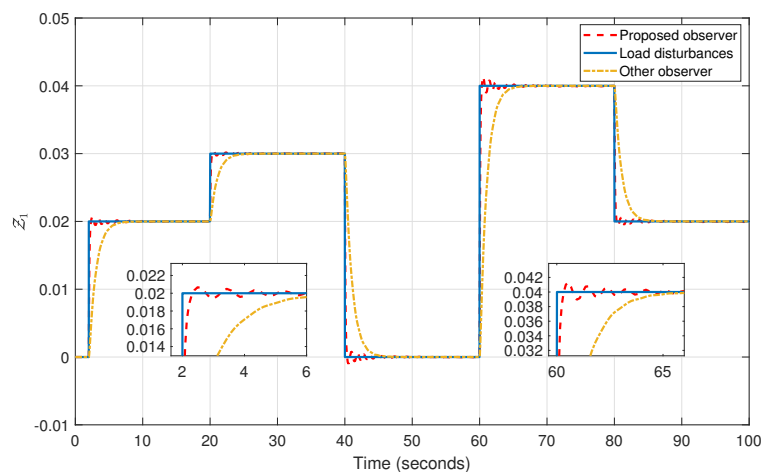 0.05
Proposed observer
Load disturbances
Other observer
0.04
0.03
𝒵₁
0.02
0.01
0
-0.01
0.022
0.02
0.018
0.016
0.014
2 4 6
0.042
0.04
0.038
0.036
0.034
0.032
60 65
0 10 20 30 40 50 60 70 80 90 100
Time (seconds)